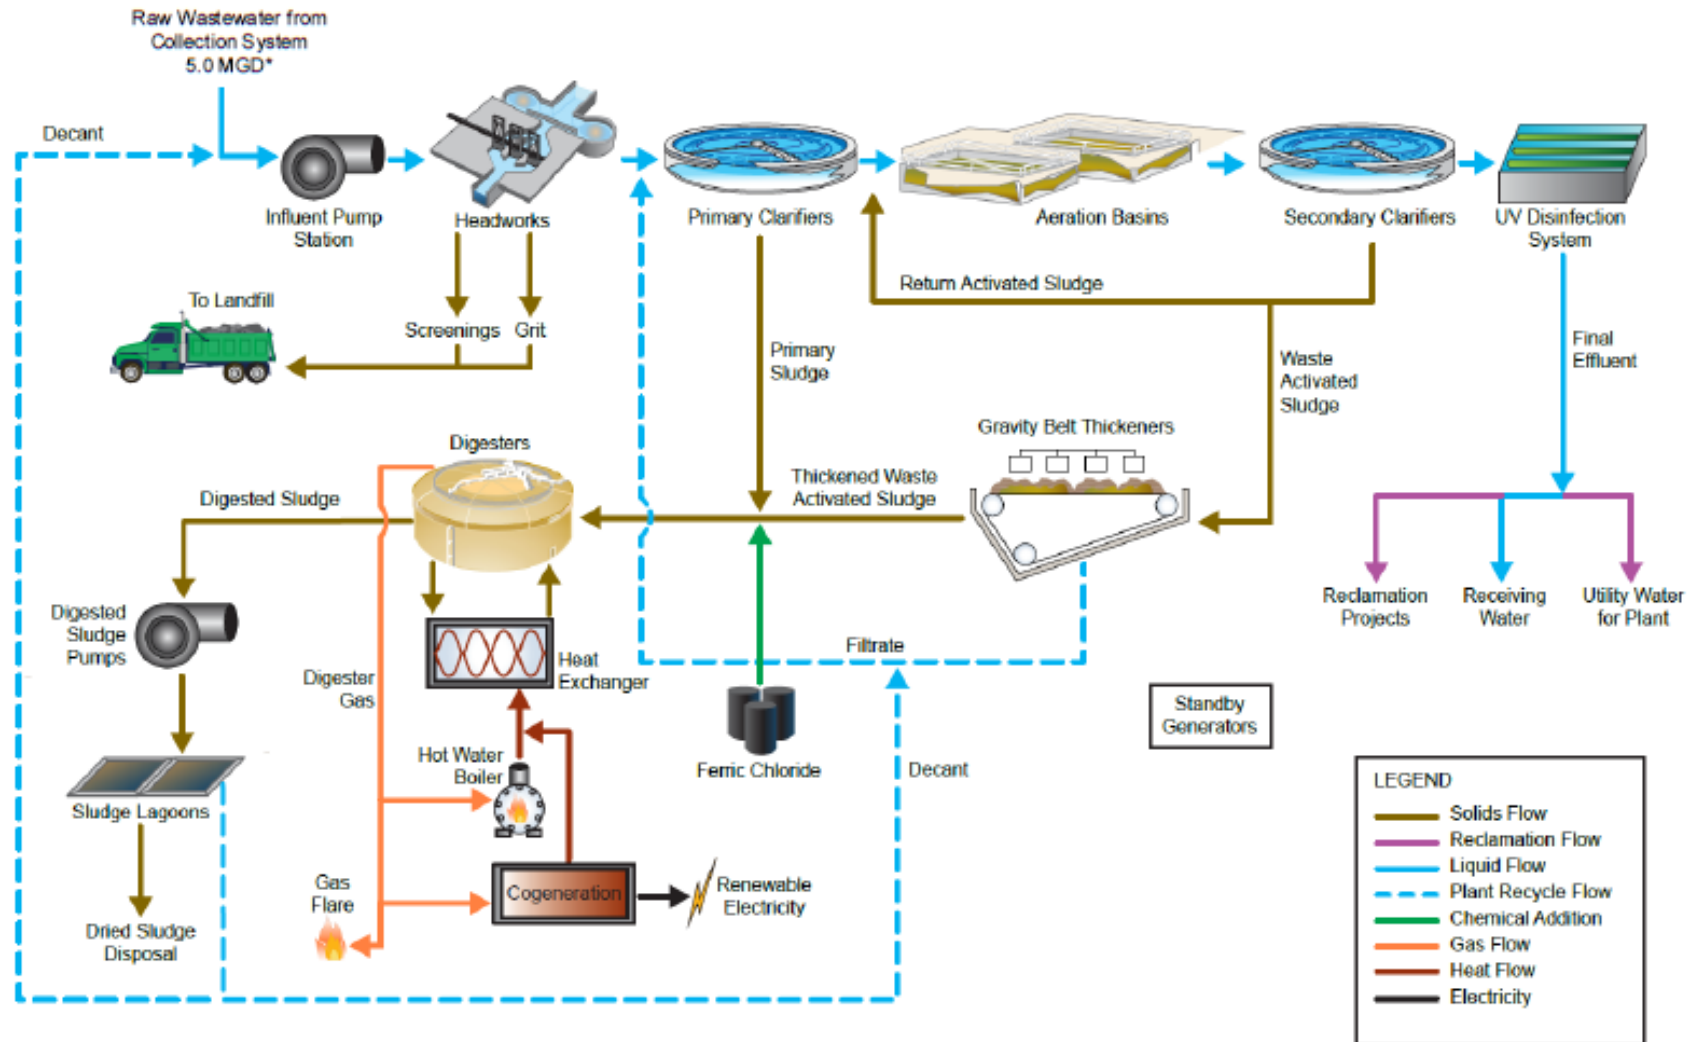 Raw Wastewater from
Collection System
5.0 MGD*
Decant
Influent Pump
Station
Headworks
Primary Clarifiers
Aeration Basins
Secondary Clarifiers
UV Disinfection
System
To Landfill
Screenings
Grit
Return Activated Sludge
Primary
Sludge
Waste
Activated
Sludge
Final
Effluent
Gravity Belt Thickeners
Digesters
Digested Sludge
Thickened Waste
Activated Sludge
Reclamation
Projects
Receiving
Water
Utility Water
for Plant
Digested
Sludge
Pumps
Digester
Gas
Heat
Exchanger
Filtrate
Standby
Generators
Hot Water
Boiler
Ferric Chloride
Decant
Sludge Lagoons
Gas
Flare
Cogeneration
Renewable
Electricity
Dried Sludge
Disposal
LEGEND
Solids Flow
Reclamation Flow
Liquid Flow
Plant Recycle Flow
Chemical Addition
Gas Flow
Heat Flow
Electricity